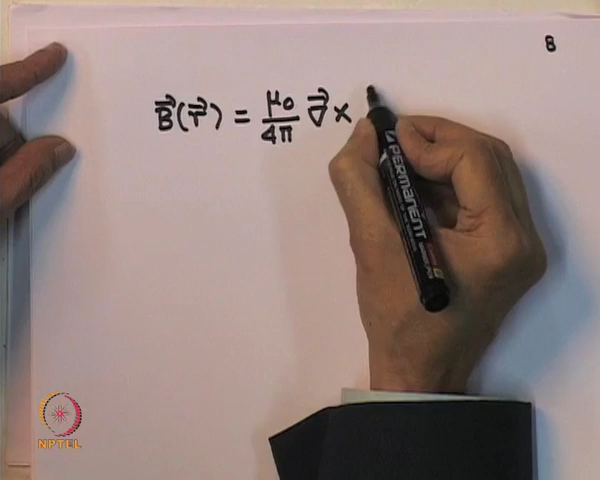 8
B⃗(r⃗) = μ₀/4π ∇⃗ ×
PERMANENT
NPTEL